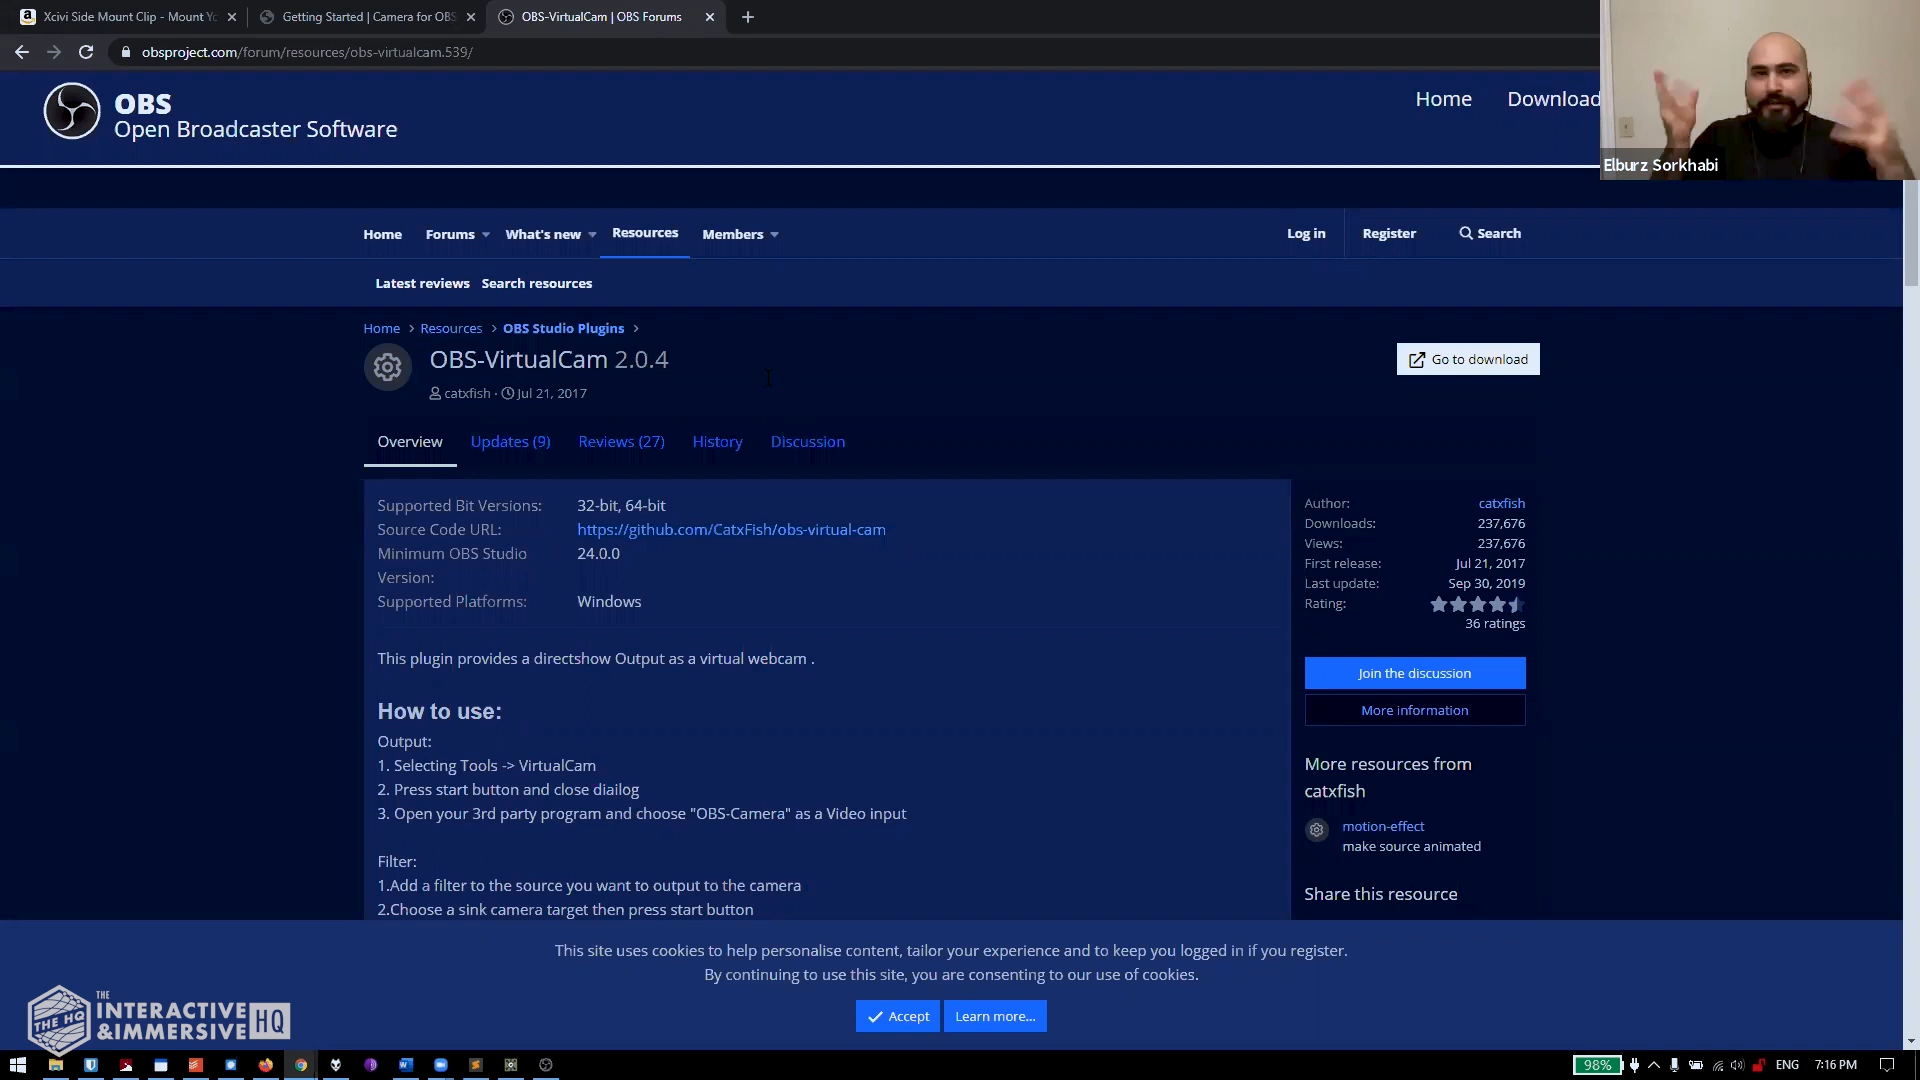 Xcivi Side Mount Clip - Mount Yo
Getting Started | Camera for OBS
OBS-VirtualCam | OBS Forums
obsproject.com/forum/resources/obs-virtualcam.539/
OBS
Open Broadcaster Software
Home
Download
Elburz Sorkhabi
Home
Forums
What's new
Resources
Members
Log in
Register
Search
Latest reviews
Search resources
Home > Resources > OBS Studio Plugins >
OBS-VirtualCam 2.0.4
Go to download
catxfish · Jul 21, 2017
Overview
Updates (9)
Reviews (27)
History
Discussion
Supported Bit Versions: 32-bit, 64-bit
Source Code URL: https://github.com/CatxFish/obs-virtual-cam
Minimum OBS Studio 24.0.0
Version:
Supported Platforms: Windows
This plugin provides a directshow Output as a virtual webcam .
How to use:
Output:
1. Selecting Tools -> VirtualCam
2. Press start button and close diailog
3. Open your 3rd party program and choose "OBS-Camera" as a Video input
Filter:
1.Add a filter to the source you want to output to the camera
2.Choose a sink camera target then press start button
Author: catxfish
Downloads: 237,676
Views: 237,676
First release: Jul 21, 2017
Last update: Sep 30, 2019
Rating:
36 ratings
Join the discussion
More information
More resources from
catxfish
motion-effect
make source animated
Share this resource
This site uses cookies to help personalise content, tailor your experience and to keep you logged in if you register.
By continuing to use this site, you are consenting to our use of cookies.
Accept
Learn more...
THE HQ
THE
INTERACTIVE
&IMMERSIVE HQ
98%
ENG
7:16 PM